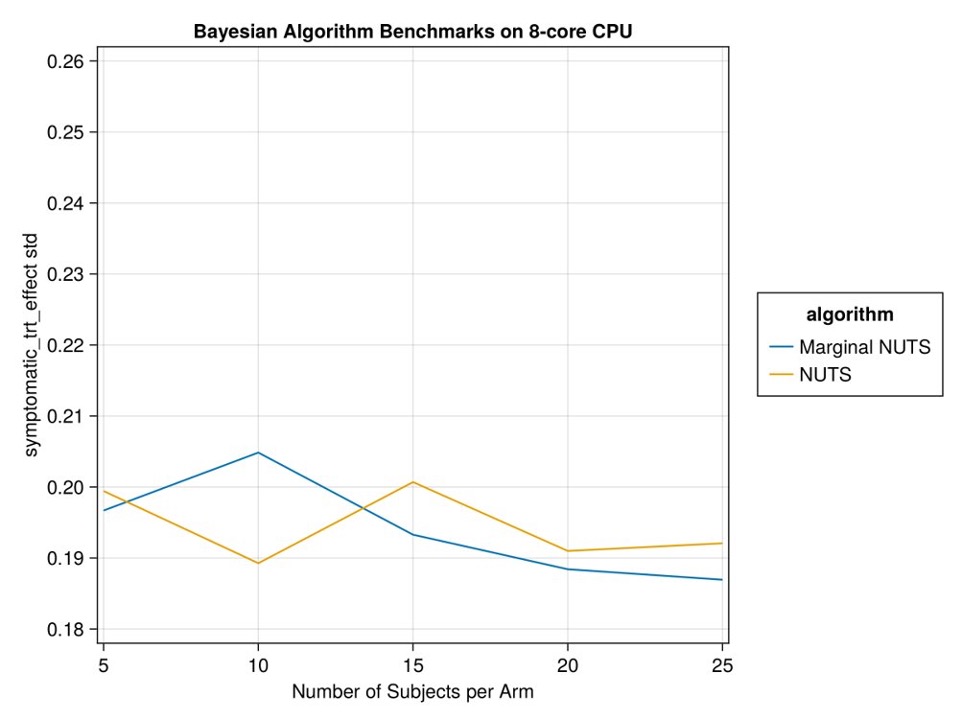 Bayesian Algorithm Benchmarks on 8-core CPU
0.26
0.25
0.24
0.23
0.22
0.21
0.20
0.19
0.18
symptomatic_trt_effect std
5 10 15 20 25
Number of Subjects per Arm
algorithm
Marginal NUTS
NUTS